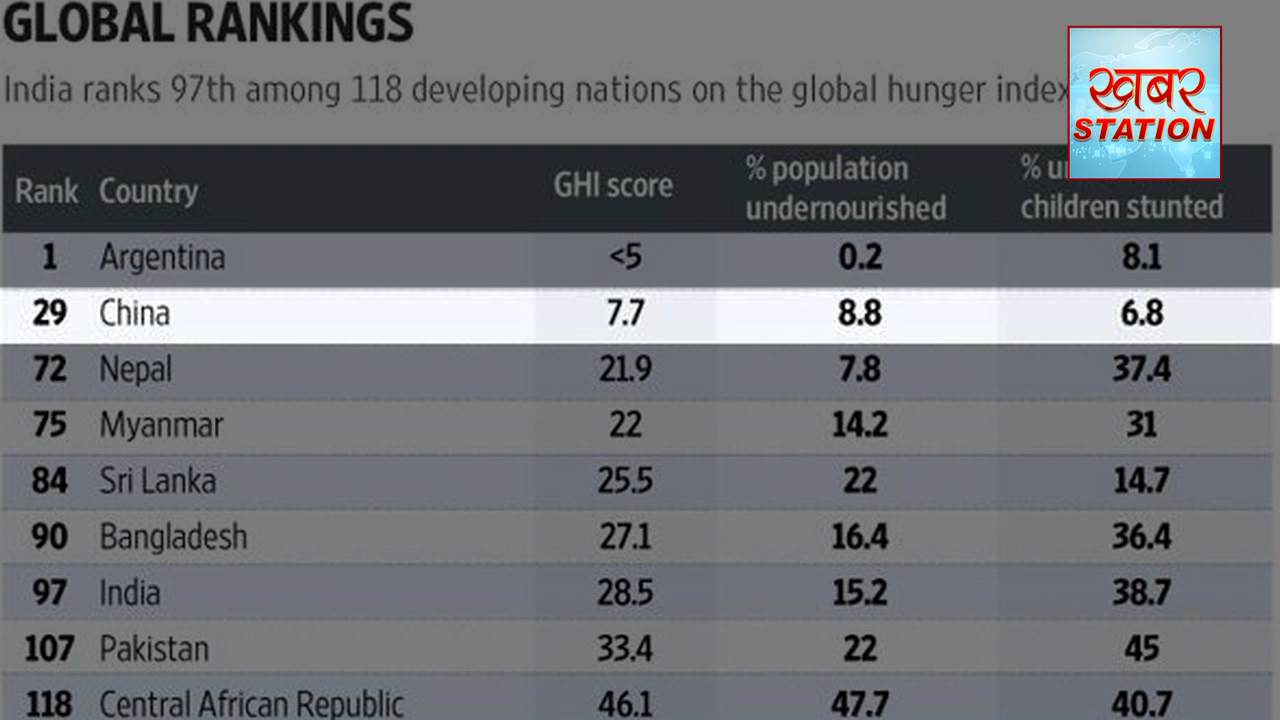 GLOBAL RANKINGS
India ranks 97th among 118 developing nations on the global hunger index
खबर
STATION
Rank Country GHI score % population undernourished % children stunted
1 Argentina <5 0.2 8.1
29 China 7.7 8.8 6.8
72 Nepal 21.9 7.8 37.4
75 Myanmar 22 14.2 31
84 Sri Lanka 25.5 22 14.7
90 Bangladesh 27.1 16.4 36.4
97 India 28.5 15.2 38.7
107 Pakistan 33.4 22 45
118 Central African Republic 46.1 47.7 40.7